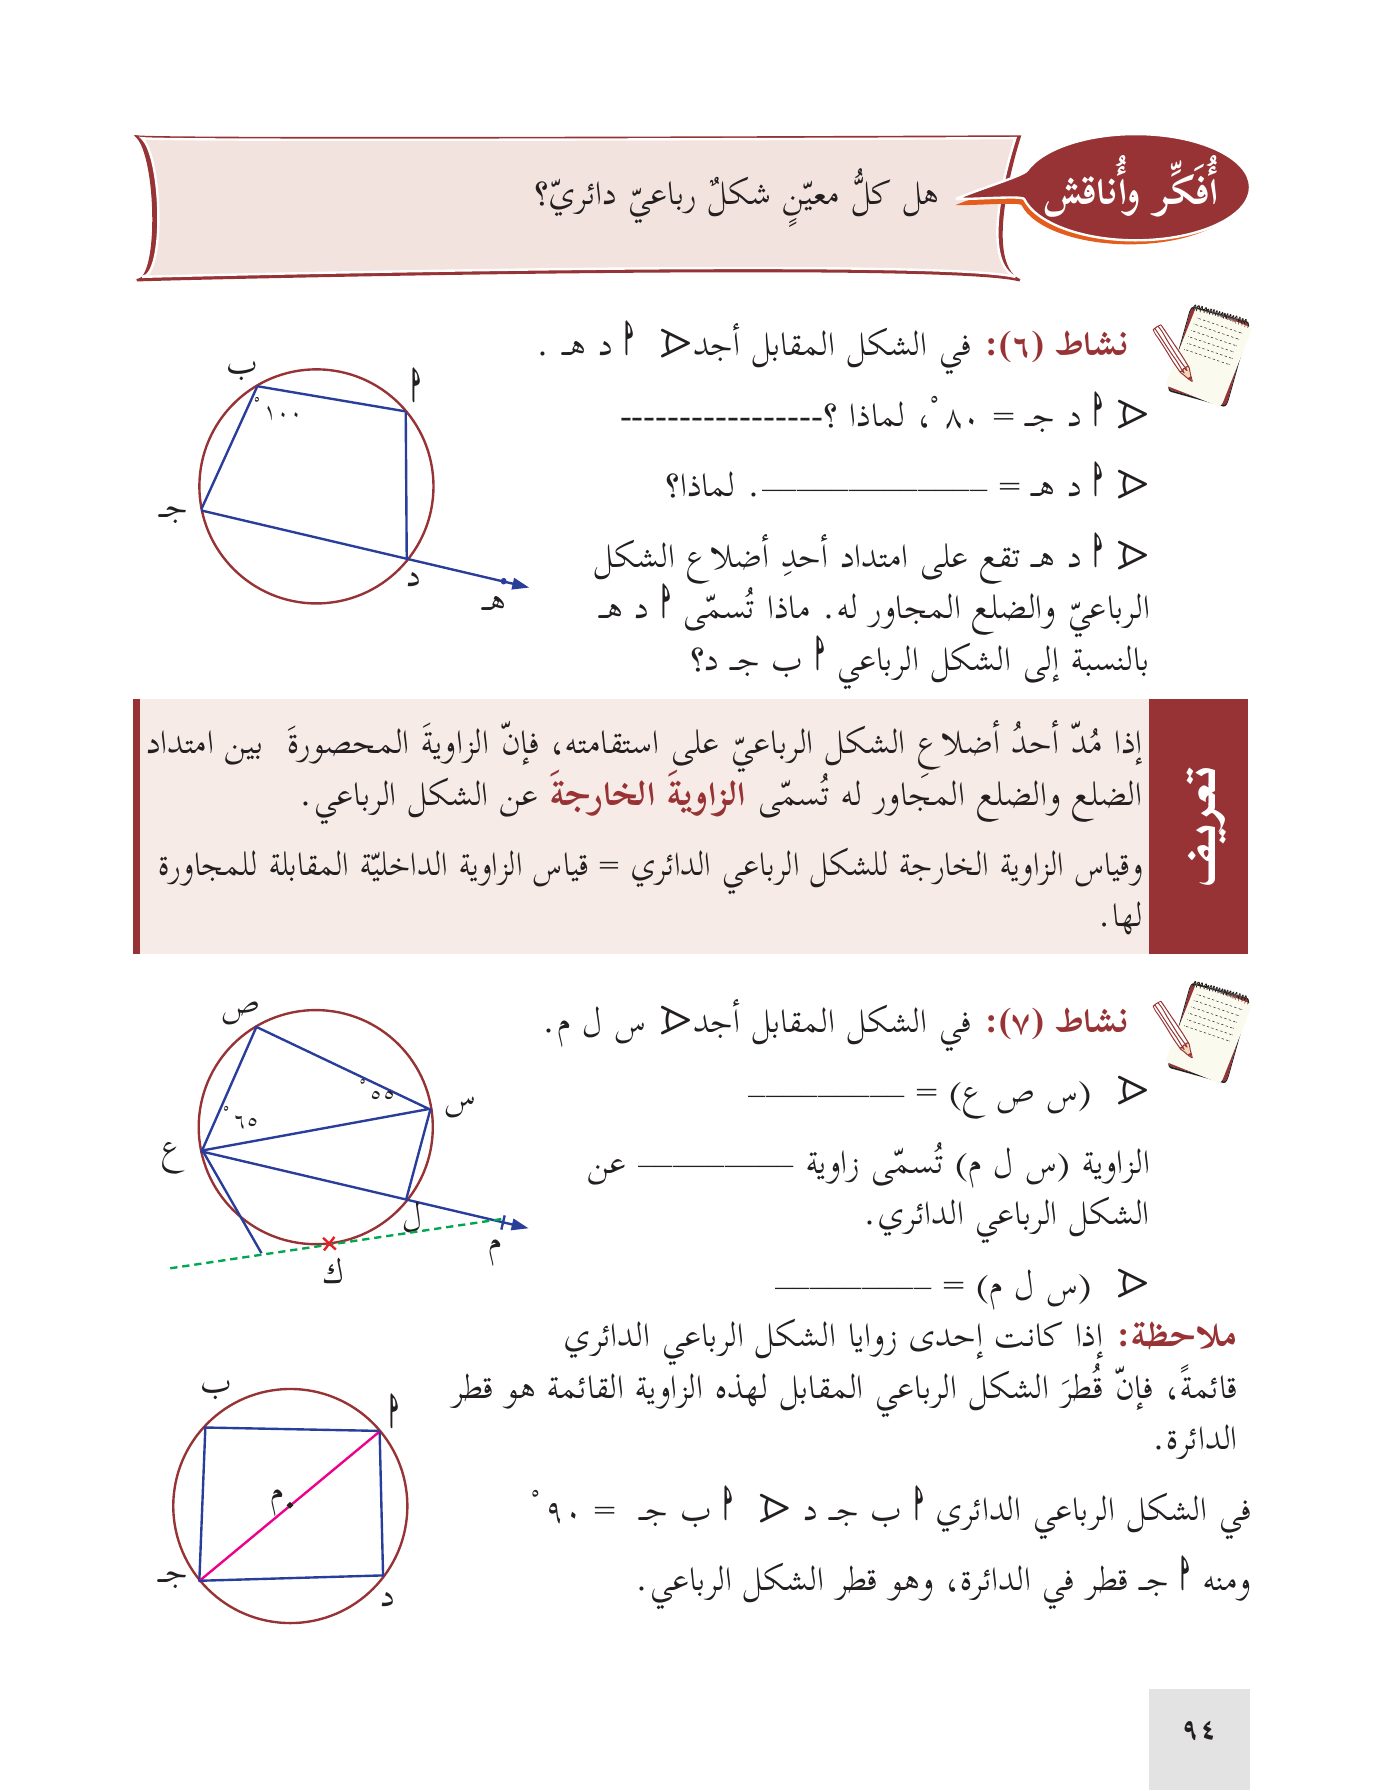 أُفَكِّر وأُناقش
هل كلُّ معيّنٍ شكلٌ رباعيّ دائريّ؟
نشاط (٦): في الشكل المقابل أجد∢ أ د هـ .
∢ أ د جـ = ٨٠°، لماذا ؟-----------------
∢ أ د هـ = _____________. لماذا؟
∢ أ د هـ تقع على امتداد أحدِ أضلاع الشكل
الرباعيّ والضلع المجاور له. ماذا تُسمّى أ د هـ
بالنسبة إلى الشكل الرباعي أ ب جـ د؟
ب
أ
١٠٠°
جـ
د
هـ
تعريف
إذا مُدّ أحدُ أضلاعِ الشكل الرباعيّ على استقامته، فإنّ الزاويةَ المحصورةَ بين امتداد
الضلع والضلع المجاور له تُسمّى الزاويةَ الخارجةَ عن الشكل الرباعي.
وقياس الزاوية الخارجة للشكل الرباعي الدائري = قياس الزاوية الداخليّة المقابلة للمجاورة
لها.
نشاط (٧): في الشكل المقابل أجد∢ س ل م.
∢ (س ص ع) = _________
الزاوية (س ل م) تُسمّى زاوية _________ عن
الشكل الرباعي الدائري.
∢ (س ل م) = _________
ص
٥٥°
س
٦٥°
ع
ل
م
ك
ملاحظة: إذا كانت إحدى زوايا الشكل الرباعي الدائري
قائمةً، فإنّ قُطرَ الشكل الرباعي المقابل لهذه الزاوية القائمة هو قطر
الدائرة.
في الشكل الرباعي الدائري أ ب جـ د ∢ أ ب جـ = ٩٠°
ومنه أ جـ قطر في الدائرة، وهو قطر الشكل الرباعي.
ب
أ
م
جـ
د
٩٤